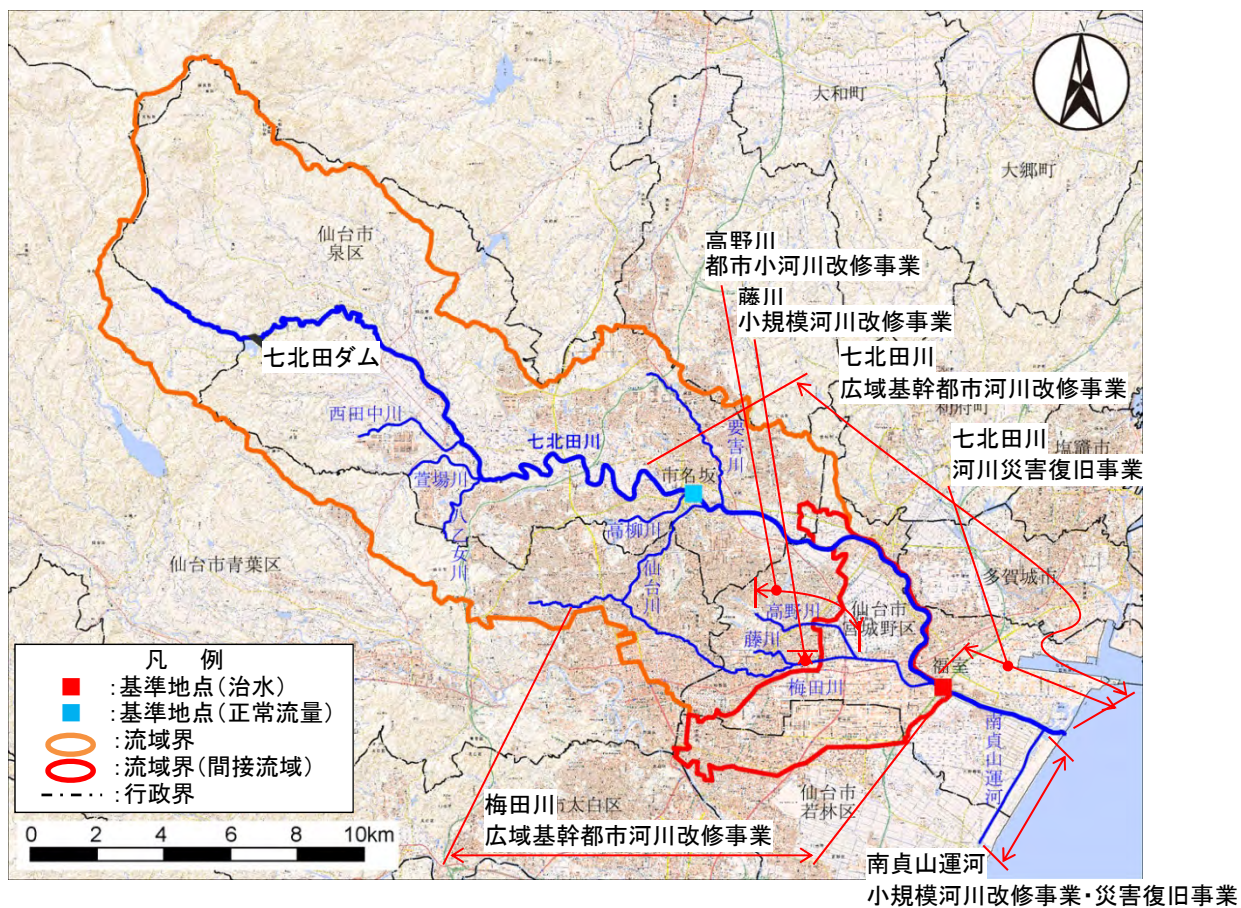 N
大和町
大郷町
仙台市
泉区
高野川
都市小河川改修事業
藤川
小規模河川改修事業
七北田川
広域基幹都市河川改修事業
利府町
塩竈市
七北田川
河川災害復旧事業
七北田ダム
西田中川
七北田川
要害川
萱場川
市名坂
八乙女川
高柳川
仙台川
仙台市青葉区
多賀城市
高野川
仙台市
宮城野区
藤川
福室
梅田川
南貞山運河
凡 例
:基準地点(治水)
:基準地点(正常流量)
:流域界
:流域界(間接流域)
:行政界
0 2 4 6 8 10km
市太白区
仙台市
若林区
梅田川
広域基幹都市河川改修事業
南貞山運河
小規模河川改修事業・災害復旧事業